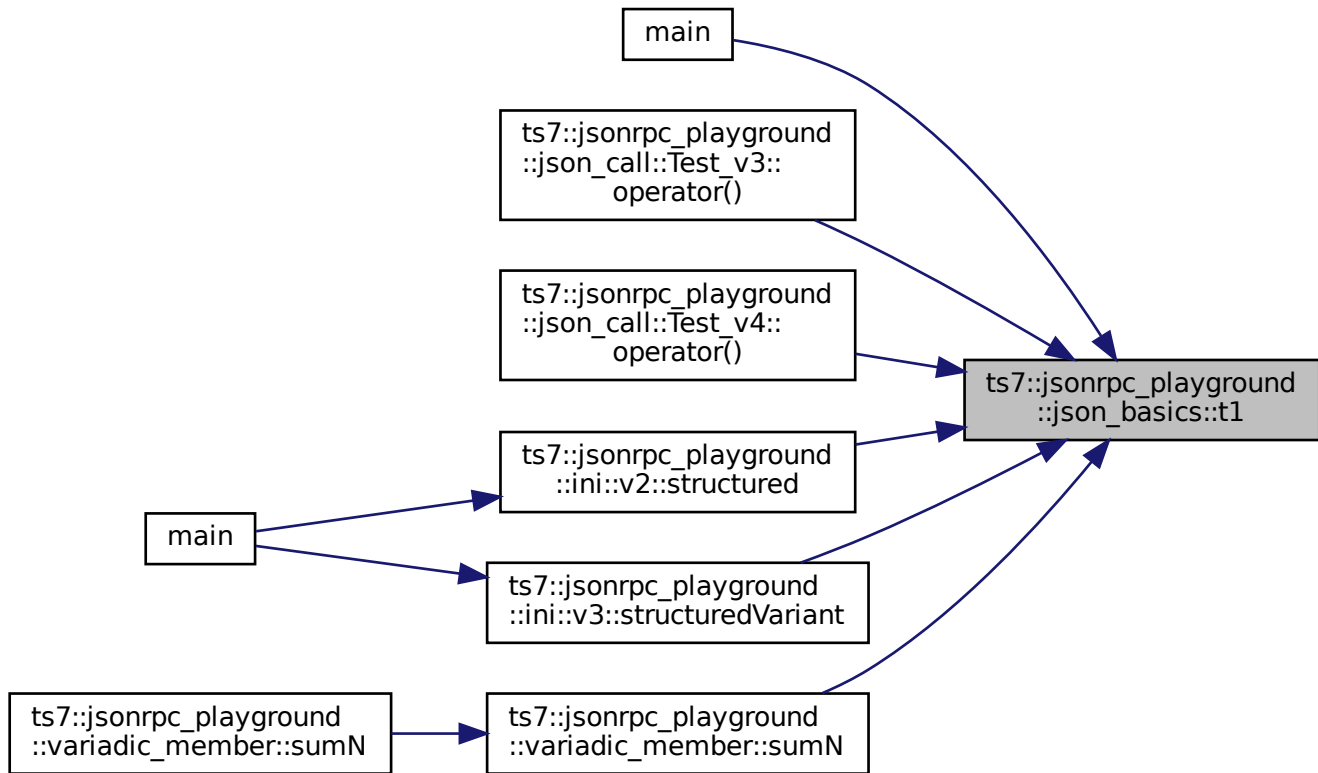 main
ts7::jsonrpc_playground
::json_call::Test_v3::
operator()
ts7::jsonrpc_playground
::json_call::Test_v4::
operator()
ts7::jsonrpc_playground
::json_basics::t1
ts7::jsonrpc_playground
::ini::v2::structured
main
ts7::jsonrpc_playground
::ini::v3::structuredVariant
ts7::jsonrpc_playground
::variadic_member::sumN
ts7::jsonrpc_playground
::variadic_member::sumN